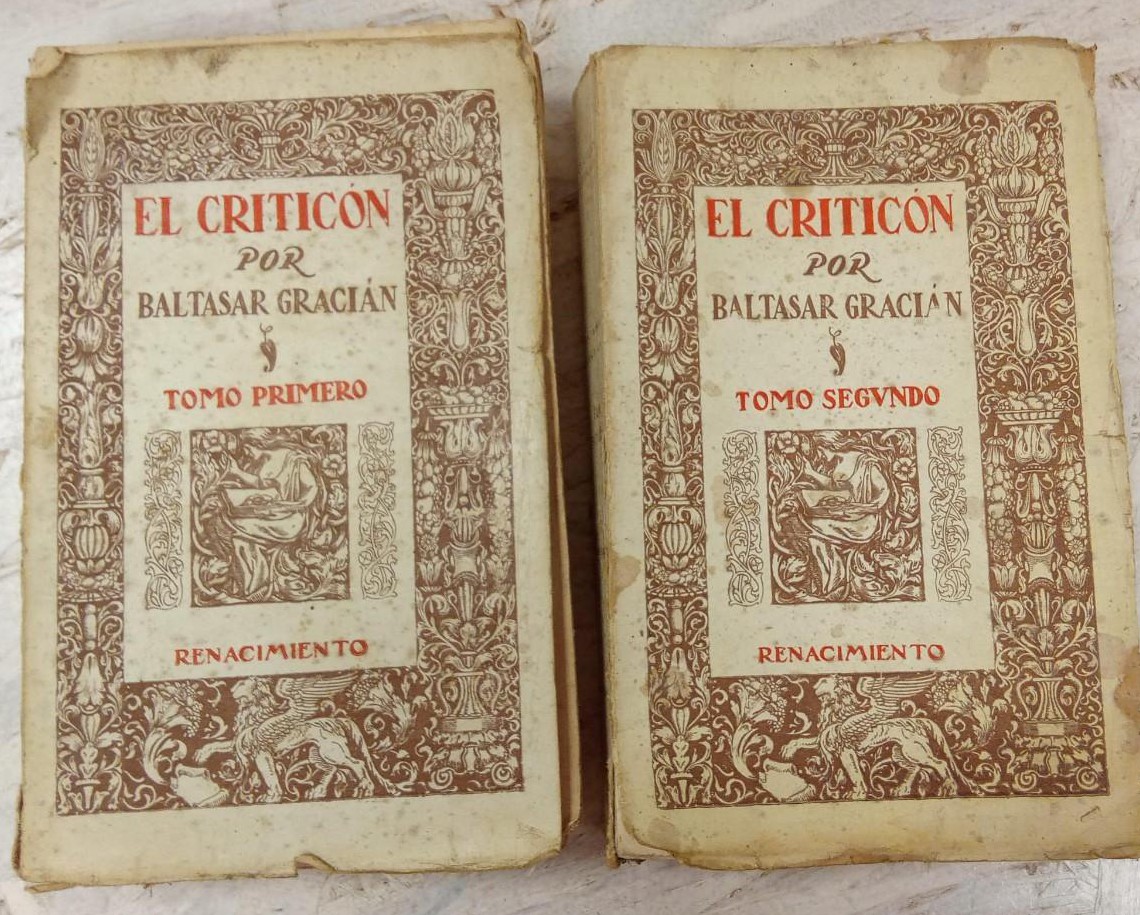 EL CRITICÓN
POR
BALTASAR GRACIÁN
TOMO PRIMERO
RENACIMIENTO
EL CRITICÓN
POR
BALTASAR GRACIÁN
TOMO SEGVNDO
RENACIMIENTO